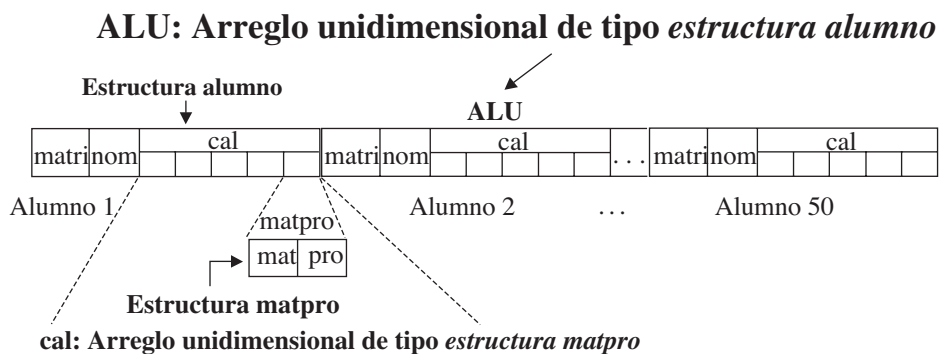 ALU: Arreglo unidimensional de tipo estructura alumno
Estructura alumno
ALU
cal cal cal
matri nom matri nom ... matri nom
Alumno 1 Alumno 2 ... Alumno 50
matpro
mat pro
Estructura matpro
cal: Arreglo unidimensional de tipo estructura matpro